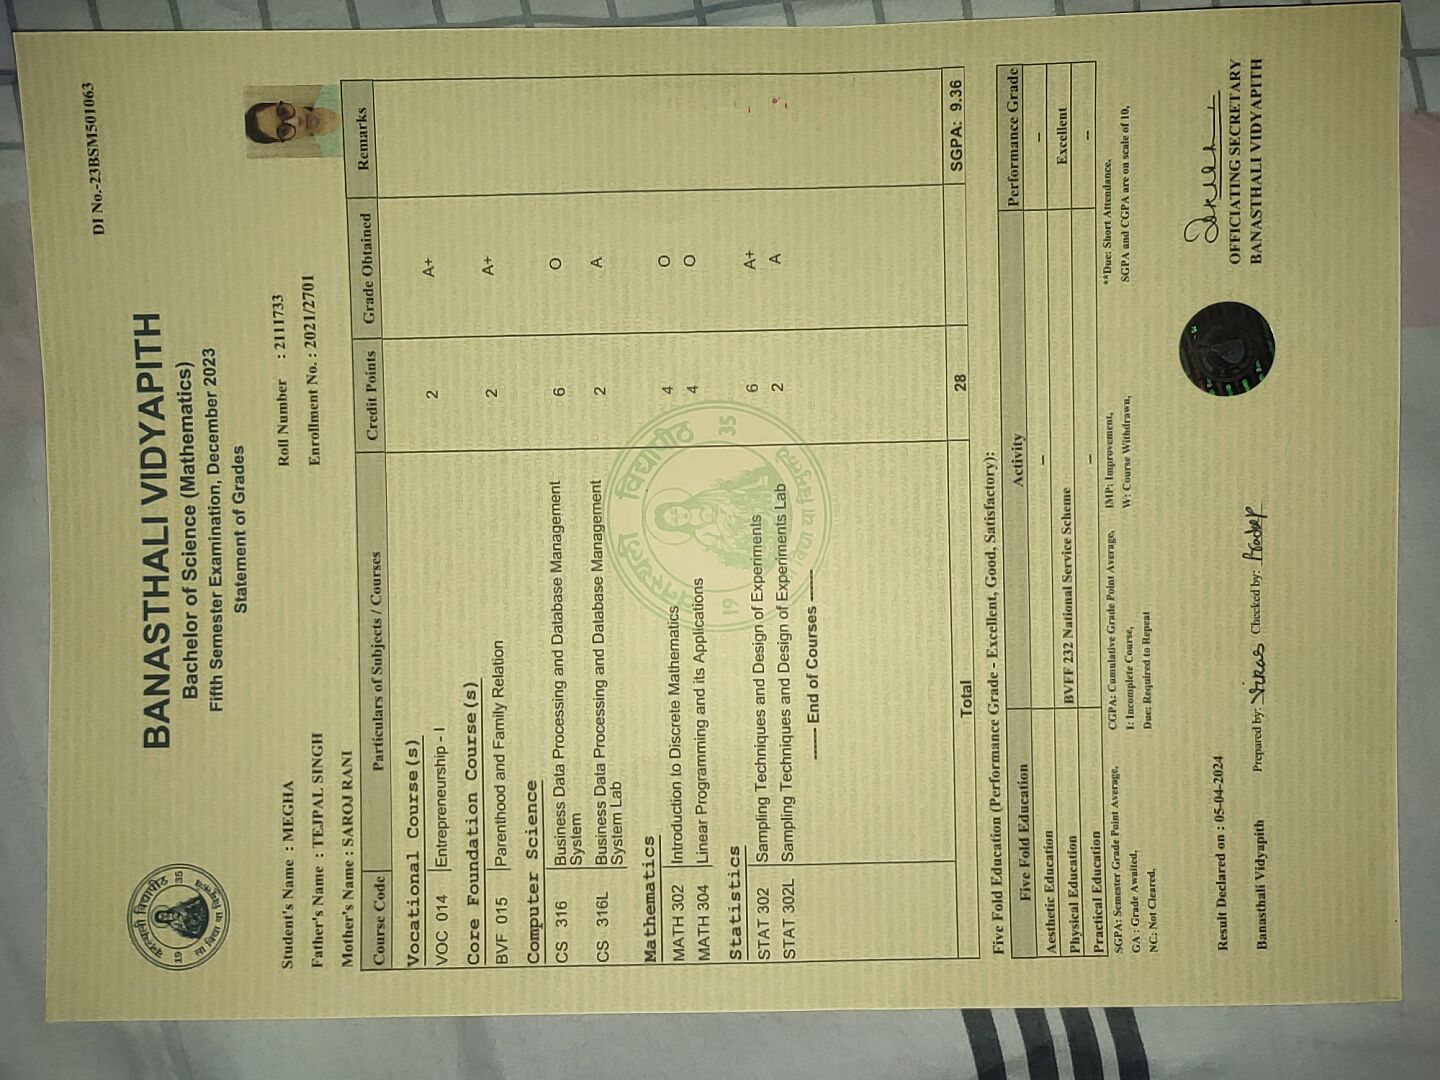 DI No.-23BSM501063
वनस्थली विद्यापीठ
19 35
सा विद्या या विमुक्तये
BANASTHALI VIDYAPITH
Bachelor of Science (Mathematics)
Fifth Semester Examination, December 2023
Statement of Grades
Student's Name : MEGHA
Roll Number : 2111733
Father's Name : TEJPAL SINGH
Enrollment No. : 2021/2701
Mother's Name : SAROJ RANI
Course Code Particulars of Subjects / Courses Credit Points Grade Obtained Remarks
Vocational Course(s)
VOC 014 Entrepreneurship - I 2 A+
Core Foundation Course(s)
BVF 015 Parenthood and Family Relation 2 A+
Computer Science
CS 316 Business Data Processing and Database Management 6 O
System
CS 316L Business Data Processing and Database Management 2 A
System Lab
Mathematics
MATH 302 Introduction to Discrete Mathematics 4 O
MATH 304 Linear Programming and its Applications 4 O
Statistics
STAT 302 Sampling Techniques and Design of Experiments 6 A+
STAT 302L Sampling Techniques and Design of Experiments Lab 2 A
------ End of Courses ------
वनस्थली विद्यापीठ
19 35
विद्या या विमुक्तये
Total 28 SGPA: 9.36
Five Fold Education (Performance Grade - Excellent, Good, Satisfactory):
Five Fold Education Activity Performance Grade
Aesthetic Education -- --
Physical Education BVFF 232 National Service Scheme Excellent
Practical Education -- --
SGPA: Semester Grade Point Average, CGPA: Cumulative Grade Point Average, IMP: Improvement, **Due: Short Attendance,
GA : Grade Awaited, I: Incomplete Course, W: Course Withdrawn, SGPA and CGPA are on scale of 10,
NC: Not Cleared, Due: Required to Repeat
Result Declared on : 05-04-2024
OFFICIATING SECRETARY
Banasthali Vidyapith Prepared by: Vikas Checked by: Pradeep
BANASTHALI VIDYAPITH